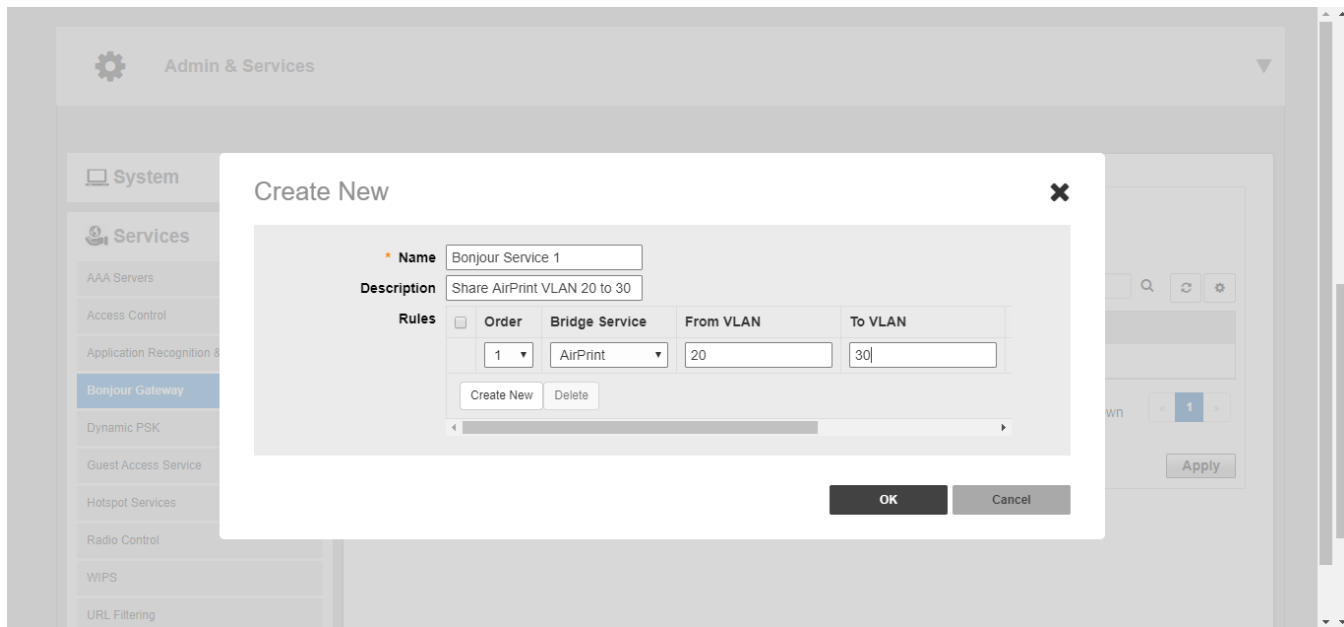 Admin & Services
System
Services
AAA Servers
Access Control
Application Recognition &
Bonjour Gateway
Dynamic PSK
Guest Access Service
Hotspot Services
Radio Control
WIPS
URL Filtering
Create New
* Name Bonjour Service 1
Description Share AirPrint VLAN 20 to 30
Rules Order Bridge Service From VLAN To VLAN
1 AirPrint 20 30
Create New Delete
OK Cancel
wn « 1 »
Apply